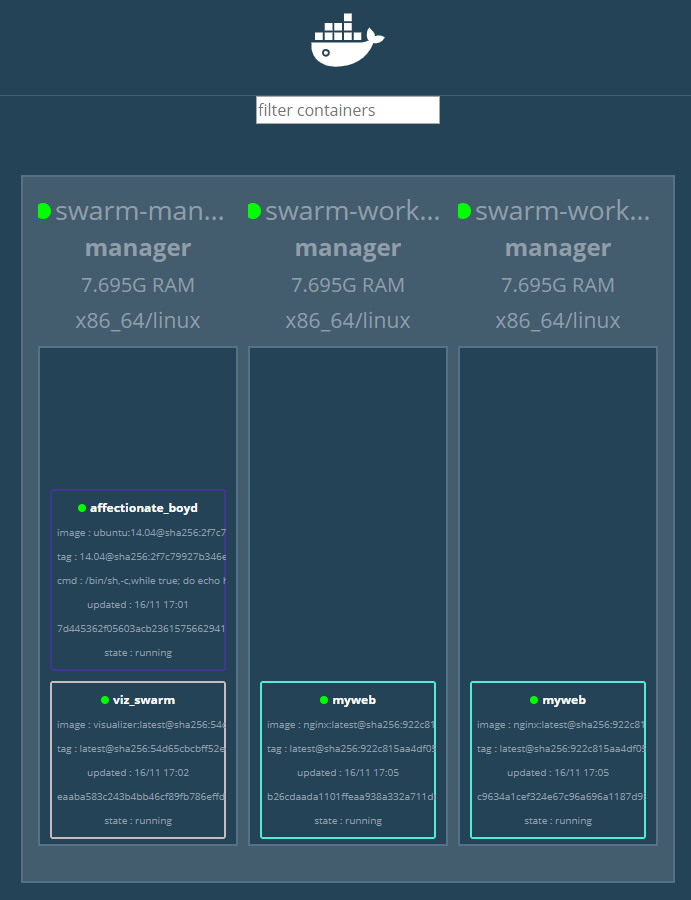 filter containers
swarm-man...
manager
7.695G RAM
x86_64/linux
affectionate_boyd
image : ubuntu:14.04@sha256:2f7c7
tag : 14.04@sha256:2f7c79927b346e
cmd : /bin/sh,-c,while true; do echo h
updated : 16/11 17:01
7d445362f05603acb2361575662941
state : running
viz_swarm
image : visualizer:latest@sha256:54d
tag : latest@sha256:54d65cbcbff52e
updated : 16/11 17:02
eaaba583c243b4bb46cf89fb786effd
state : running
swarm-work...
manager
7.695G RAM
x86_64/linux
myweb
image : nginx:latest@sha256:922c81
tag : latest@sha256:922c815aa4df05
updated : 16/11 17:05
b26cdaada1101ffeaa938a332a711d
state : running
swarm-work...
manager
7.695G RAM
x86_64/linux
myweb
image : nginx:latest@sha256:922c81
tag : latest@sha256:922c815aa4df05
updated : 16/11 17:05
c9634a1cef324e67c96a696a1187d9
state : running